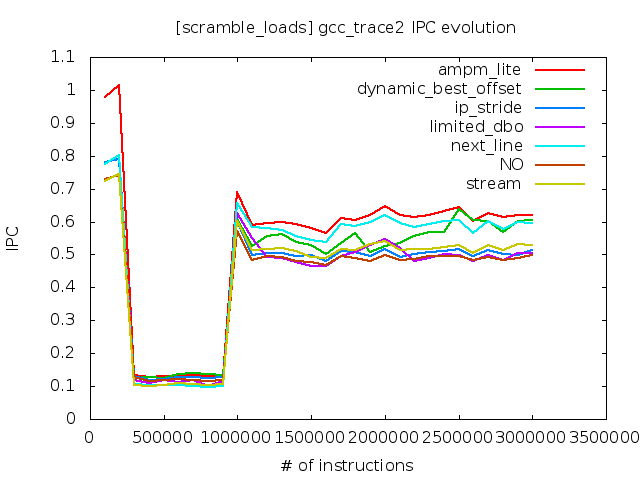 [scramble_loads] gcc_trace2 IPC evolution
1.1
1
0.9
0.8
0.7
0.6
0.5
0.4
0.3
0.2
0.1
0
IPC
ampm_lite
dynamic_best_offset
ip_stride
limited_dbo
next_line
NO
stream
0 500000 1000000 1500000 2000000 2500000 3000000 3500000
# of instructions